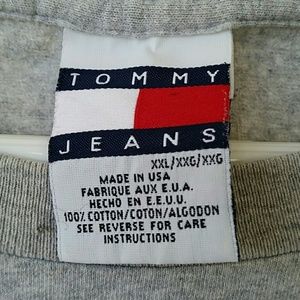 TOMMY
JEANS
XXL/XXG/XXG
MADE IN USA
FABRIQUE AUX E.U.A.
HECHO EN E.E.U.U.
100% COTTON/COTON/ALGODON
SEE REVERSE FOR CARE
INSTRUCTIONS